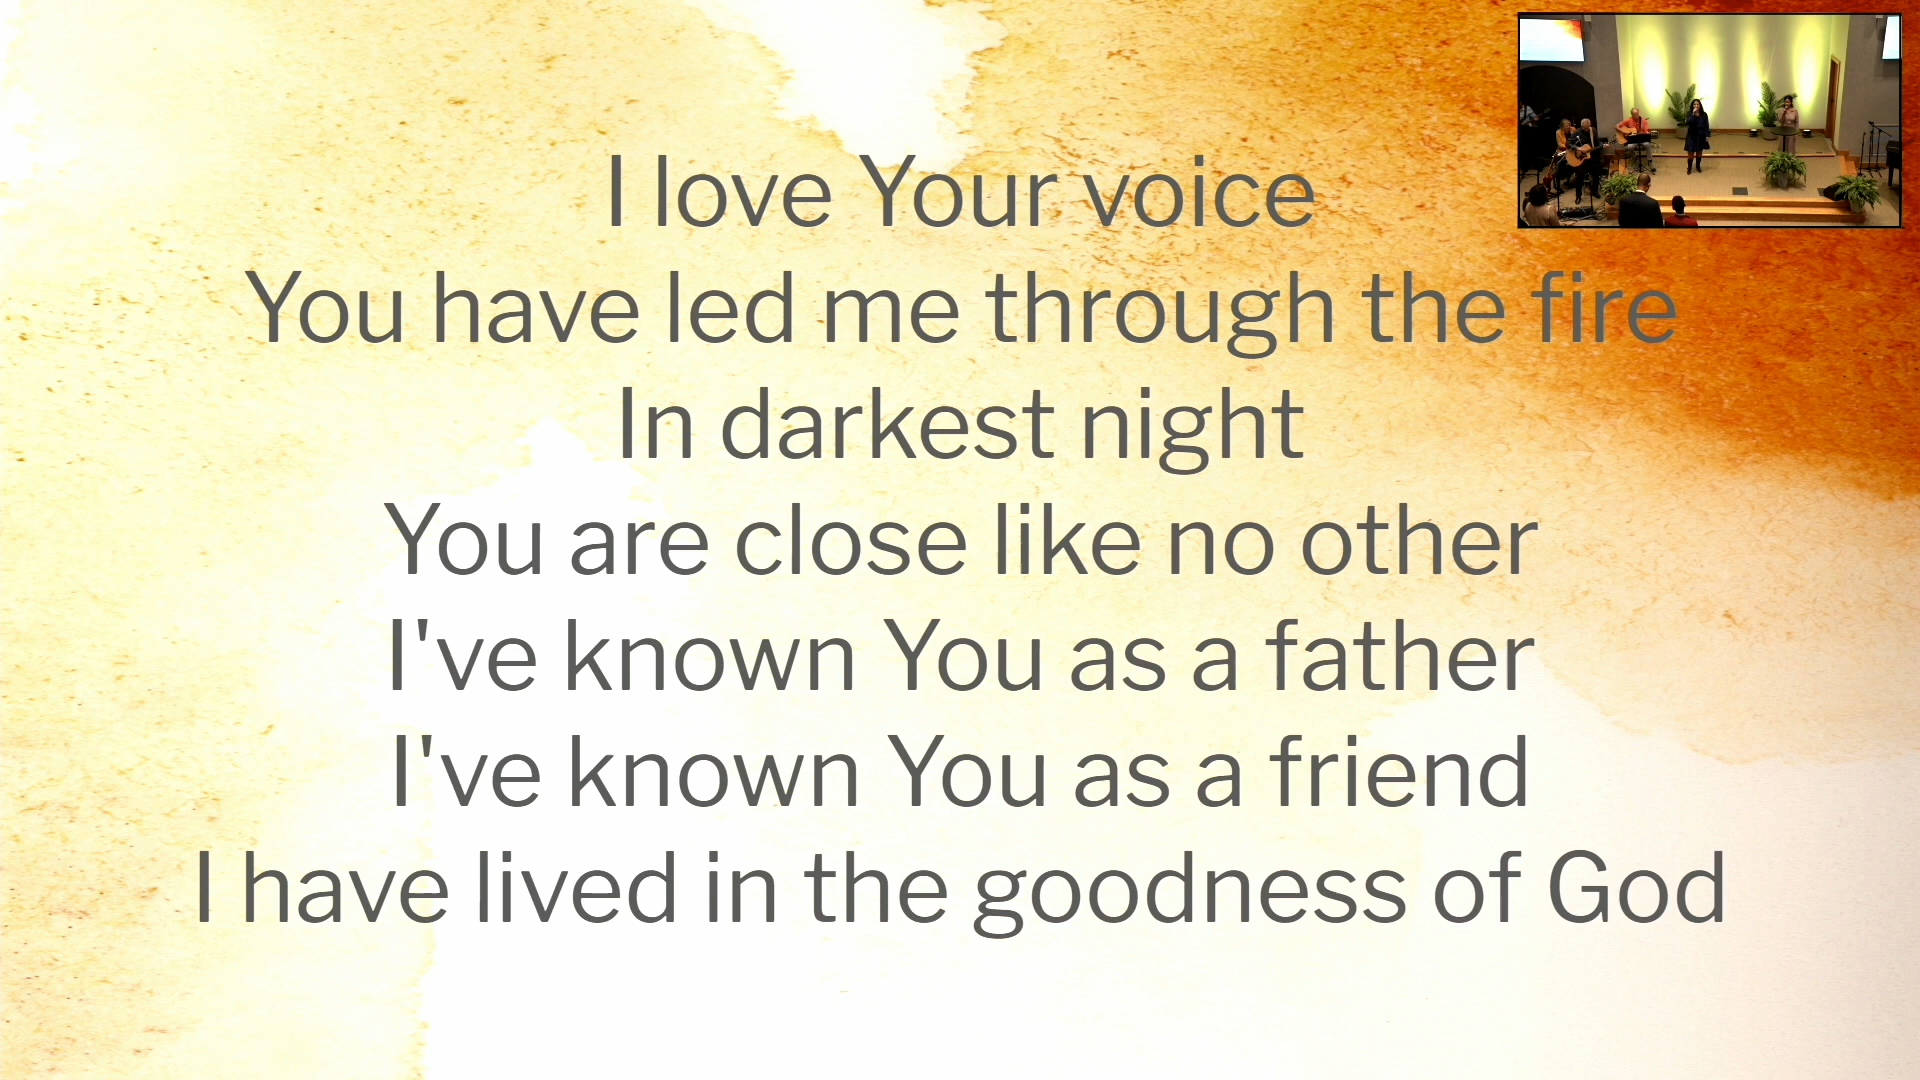 I love Your voice
You have led me through the fire
In darkest night
You are close like no other
I've known You as a father
I've known You as a friend
I have lived in the goodness of God